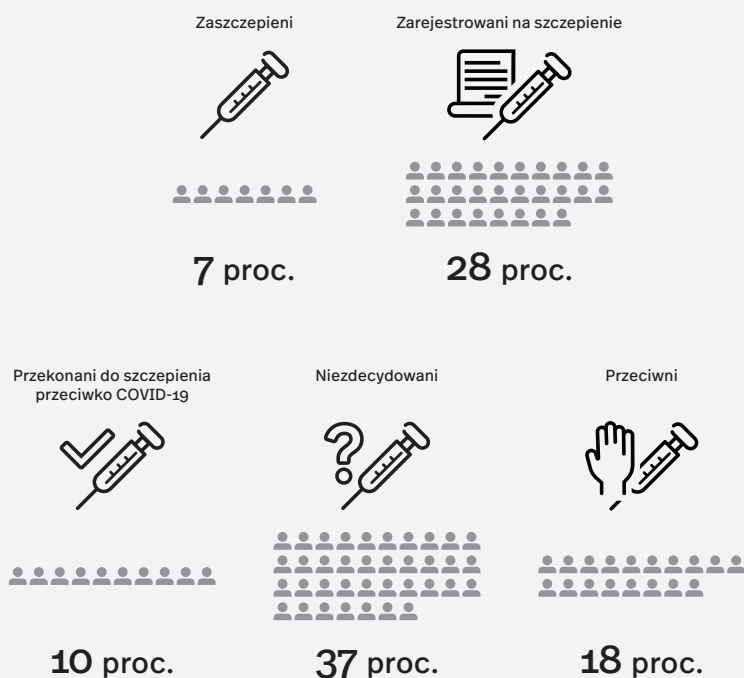 Zaszczepieni
Zarejestrowani na szczepienie
7 proc.
28 proc.
Przekonani do szczepienia
przeciwko COVID-19
Niezdecydowani
Przeciwni
10 proc.
37 proc.
18 proc.